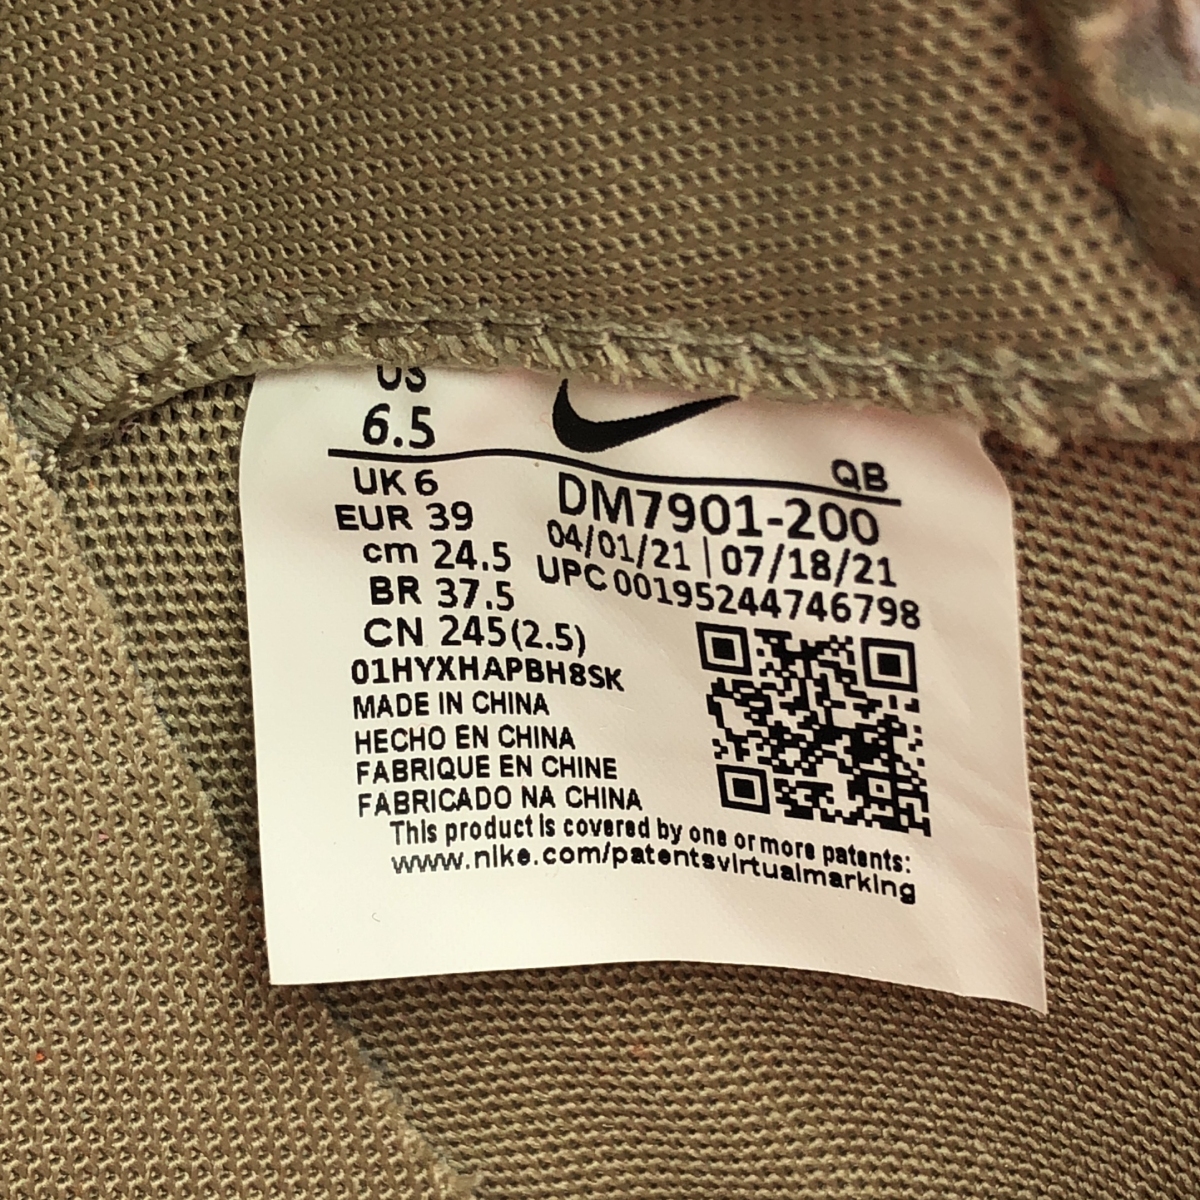 US
6.5
QB
UK 6
EUR 39
cm 24.5
BR 37.5
CN 245(2.5)
DM7901-200
04/01/21 | 07/18/21
UPC 00195244746798
01HYXHAPBH8SK
MADE IN CHINA
HECHO EN CHINA
FABRIQUE EN CHINE
FABRICADO NA CHINA
This product is covered by one or more patents:
www.nike.com/patentsvirtualmarking